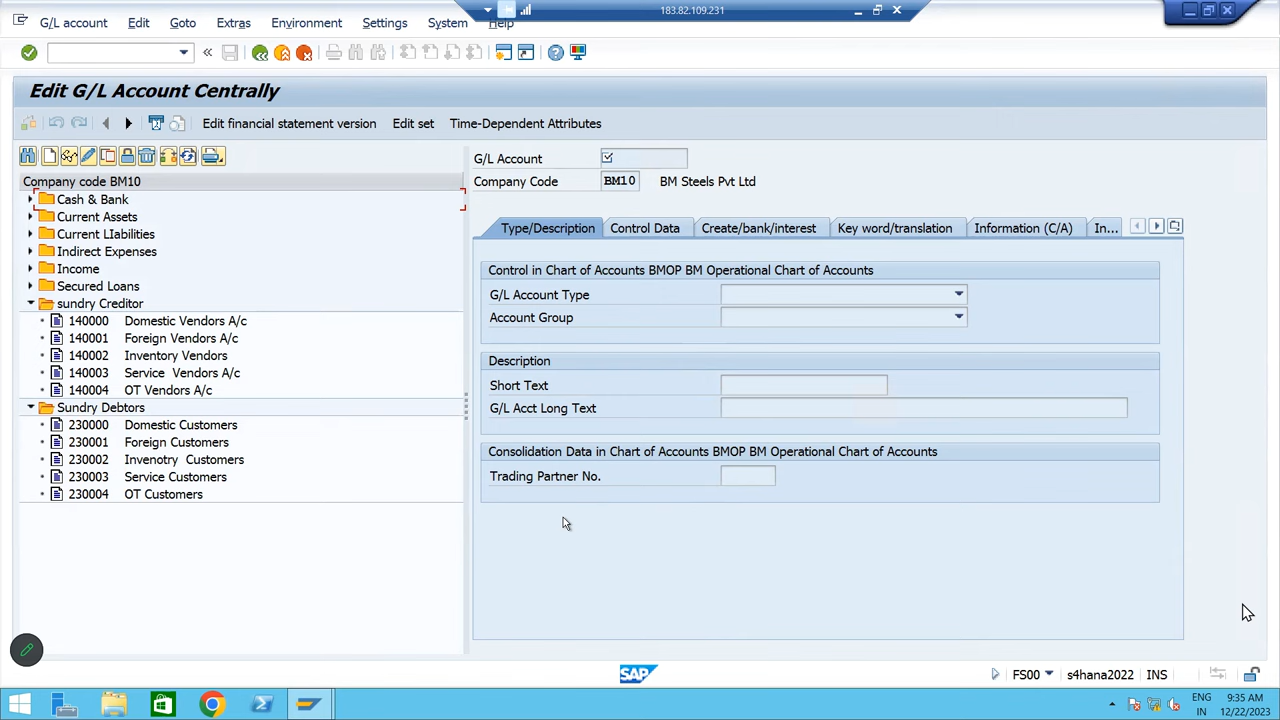 183.82.109.231
G/L account Edit Goto Extras Environment Settings System Help
Edit G/L Account Centrally
Edit financial statement version Edit set Time-Dependent Attributes
G/L Account
Company code BM10
Company Code BM10 BM Steels Pvt Ltd
Cash & Bank
Current Assets
Current LIabilities
Indirect Expenses
Income
Secured Loans
sundry Creditor
140000 Domestic Vendors A/c
140001 Foreign Vendors A/c
140002 Inventory Vendors
140003 Service Vendors A/c
140004 OT Vendors A/c
Sundry Debtors
230000 Domestic Customers
230001 Foreign Customers
230002 Invenotry Customers
230003 Service Customers
230004 OT Customers
Type/Description Control Data Create/bank/interest Key word/translation Information (C/A) In...
Control in Chart of Accounts BMOP BM Operational Chart of Accounts
G/L Account Type
Account Group
Description
Short Text
G/L Acct Long Text
Consolidation Data in Chart of Accounts BMOP BM Operational Chart of Accounts
Trading Partner No.
SAP FS00 s4hana2022 INS
ENG 9:35 AM
IN 12/22/2023